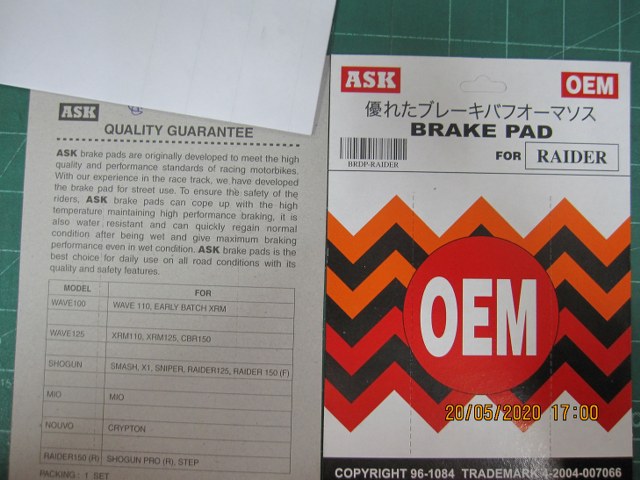 ASK
QUALITY GUARANTEE
ASK brake pads are originally developed to meet the high
quality and performance standards of racing motorbikes.
With our experience in the race track, we have developed
the brake pad for street use. To ensure the safety of the
riders, ASK brake pads can cope up with the high
temperature maintaining high performance braking, it is
also water resistant and can quickly regain normal
condition after being wet and give maximum braking
performance even in wet condition. ASK brake pads is the
best choice for daily use on all road conditions with its
quality and safety features.
MODEL FOR
WAVE100 WAVE 110, EARLY BATCH XRM
WAVE125 XRM110, XRM125, CBR150
SHOGUN SMASH, X1, SNIPER, RAIDER125, RAIDER 150 (F)
MIO MIO
NOUVO CRYPTON
RAIDER150 (R) SHOGUN PRO (R), STEP
PACKING: 1 SET
ASK OEM
優れたブレーキバフオーマソス
BRAKE PAD
BRDP-RAIDER
FOR RAIDER
OEM
20/05/2020 17:00
COPYRIGHT 96-1084 TRADEMARK 4-2004-007066